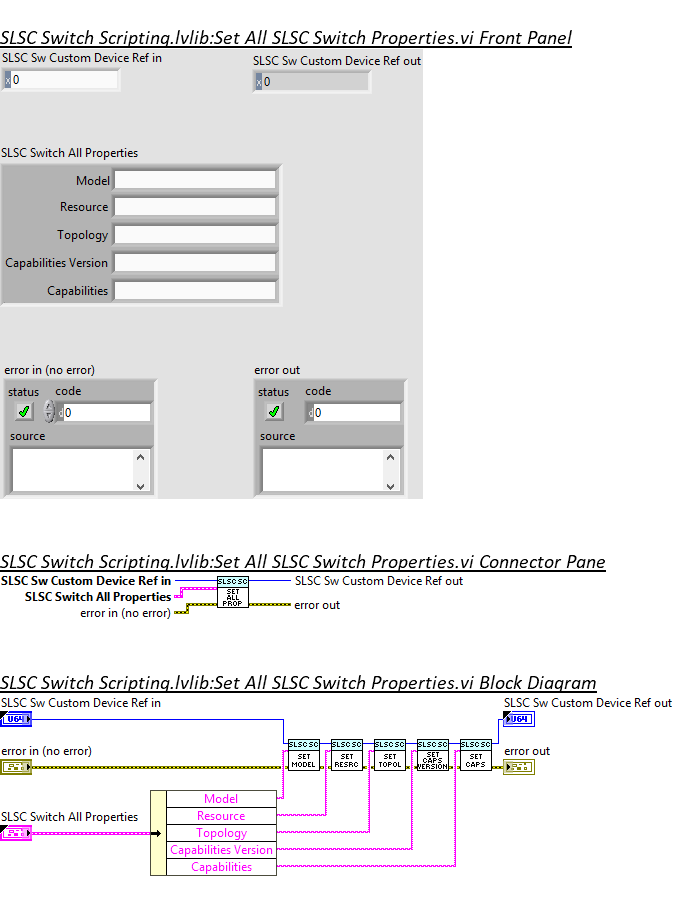 SLSC Switch Scripting.lvlib:Set All SLSC Switch Properties.vi Front Panel
SLSC Sw Custom Device Ref in
SLSC Sw Custom Device Ref out
x 0
x 0
SLSC Switch All Properties
Model
Resource
Topology
Capabilities Version
Capabilities
error in (no error)
error out
status code
status code
d 0
d 0
source
source
SLSC Switch Scripting.lvlib:Set All SLSC Switch Properties.vi Connector Pane
SLSC Sw Custom Device Ref in
SLSC Switch All Properties
error in (no error)
SLSC SC
SET
ALL
PROP
SLSC Sw Custom Device Ref out
error out
SLSC Switch Scripting.lvlib:Set All SLSC Switch Properties.vi Block Diagram
SLSC Sw Custom Device Ref in
SLSC Sw Custom Device Ref out
U64
U64
error in (no error)
error out
SLSC SC
SET
MODEL
SLSC SC
SET
RESRC
SLSC SC
SET
TOPOL
SLSC SC
SET
CAPS
VERSION
SLSC SC
SET
CAPS
SLSC Switch All Properties
Model
Resource
Topology
Capabilities Version
Capabilities